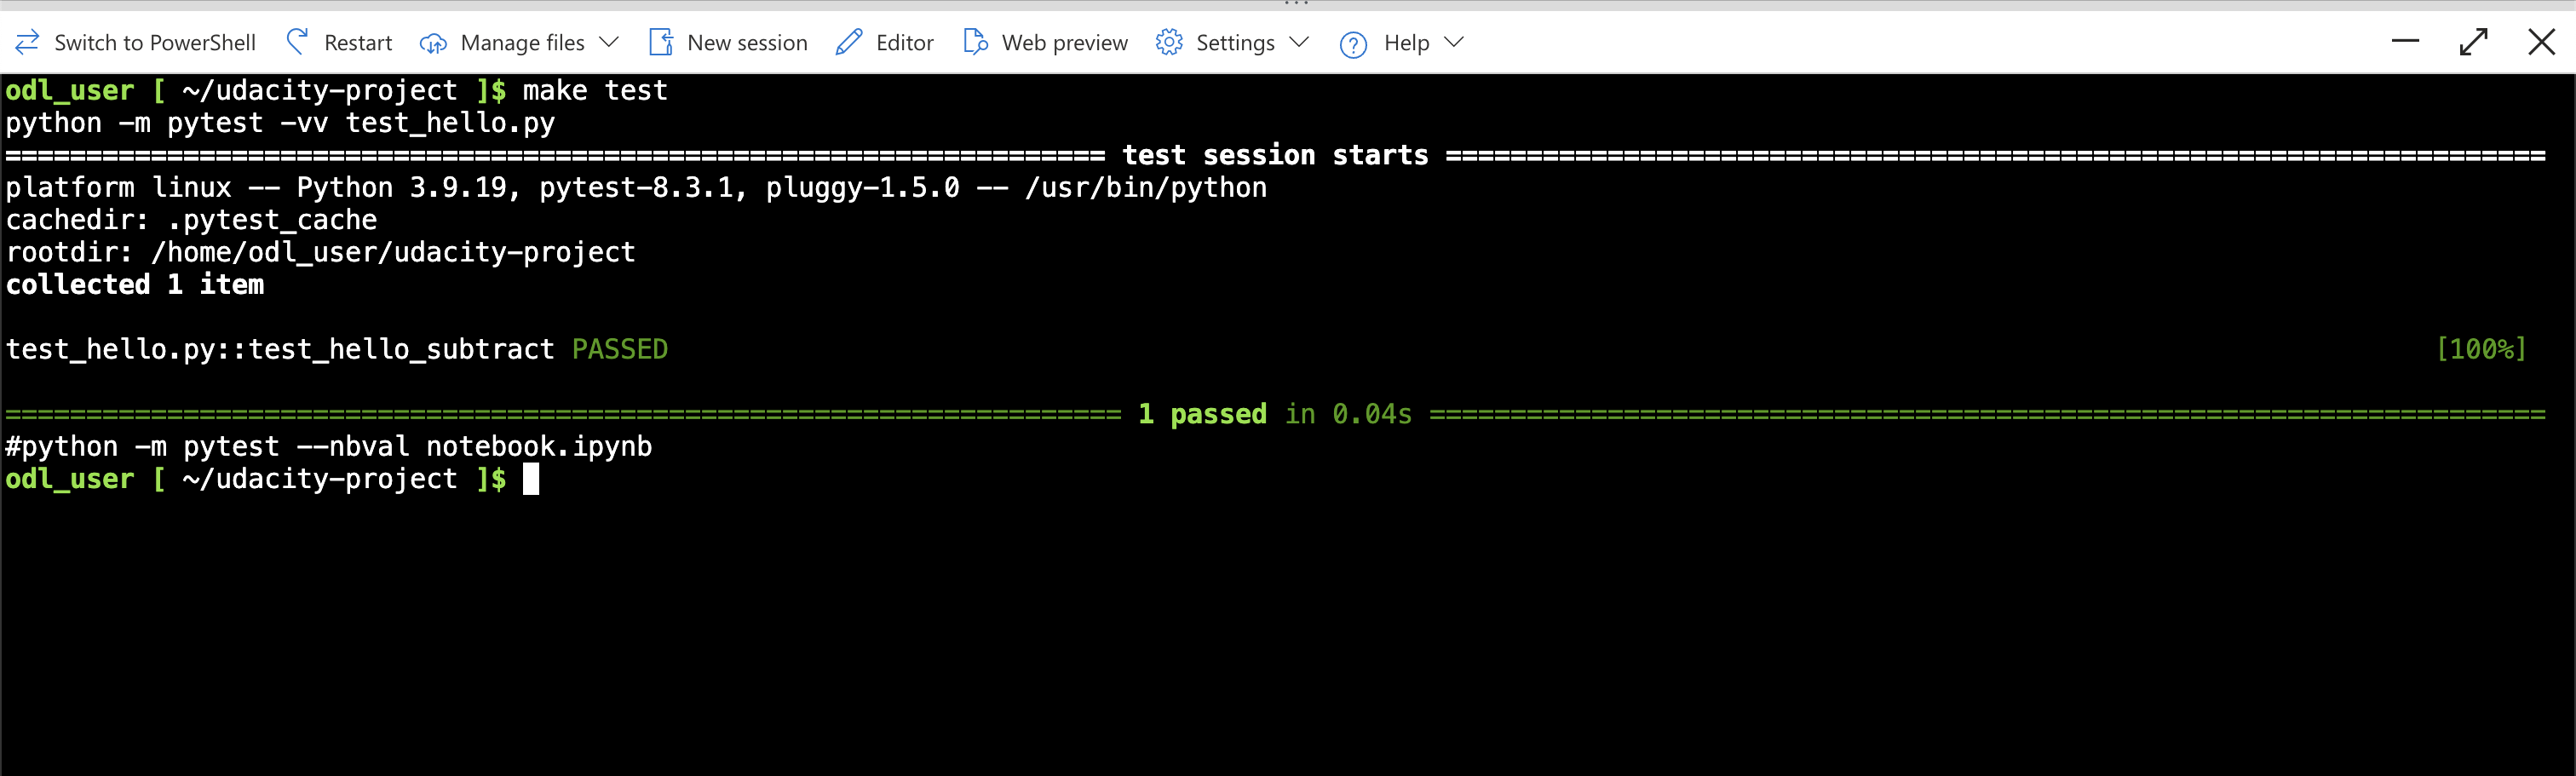 Switch to PowerShell Restart Manage files New session Editor Web preview Settings Help
odl_user [ ~/udacity-project ]$ make test
python -m pytest -vv test_hello.py
==================================================================== test session starts ====================================================================
platform linux -- Python 3.9.19, pytest-8.3.1, pluggy-1.5.0 -- /usr/bin/python
cachedir: .pytest_cache
rootdir: /home/odl_user/udacity-project
collected 1 item
test_hello.py::test_hello_subtract PASSED [100%]
===================================================================== 1 passed in 0.04s =====================================================================
#python -m pytest --nbval notebook.ipynb
odl_user [ ~/udacity-project ]$